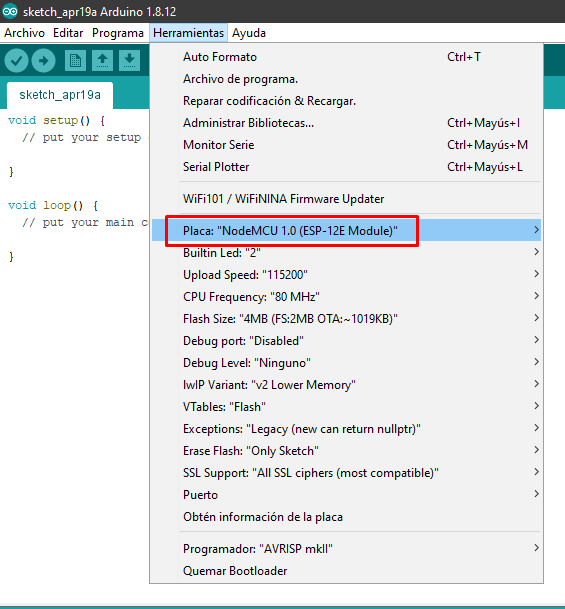 sketch_apr19a Arduino 1.8.12
Archivo Editar Programa Herramientas Ayuda
sketch_apr19a
void setup() {
// put your setup
}
void loop() {
// put your main c
}
Auto Formato Ctrl+T
Archivo de programa.
Reparar codificación & Recargar.
Administrar Bibliotecas... Ctrl+Mayús+I
Monitor Serie Ctrl+Mayús+M
Serial Plotter Ctrl+Mayús+L
WiFi101 / WiFiNINA Firmware Updater
Placa: "NodeMCU 1.0 (ESP-12E Module)"
Builtin Led: "2"
Upload Speed: "115200"
CPU Frequency: "80 MHz"
Flash Size: "4MB (FS:2MB OTA:~1019KB)"
Debug port: "Disabled"
Debug Level: "Ninguno"
lwIP Variant: "v2 Lower Memory"
VTables: "Flash"
Exceptions: "Legacy (new can return nullptr)"
Erase Flash: "Only Sketch"
SSL Support: "All SSL ciphers (most compatible)"
Puerto
Obtén información de la placa
Programador: "AVRISP mkII"
Quemar Bootloader